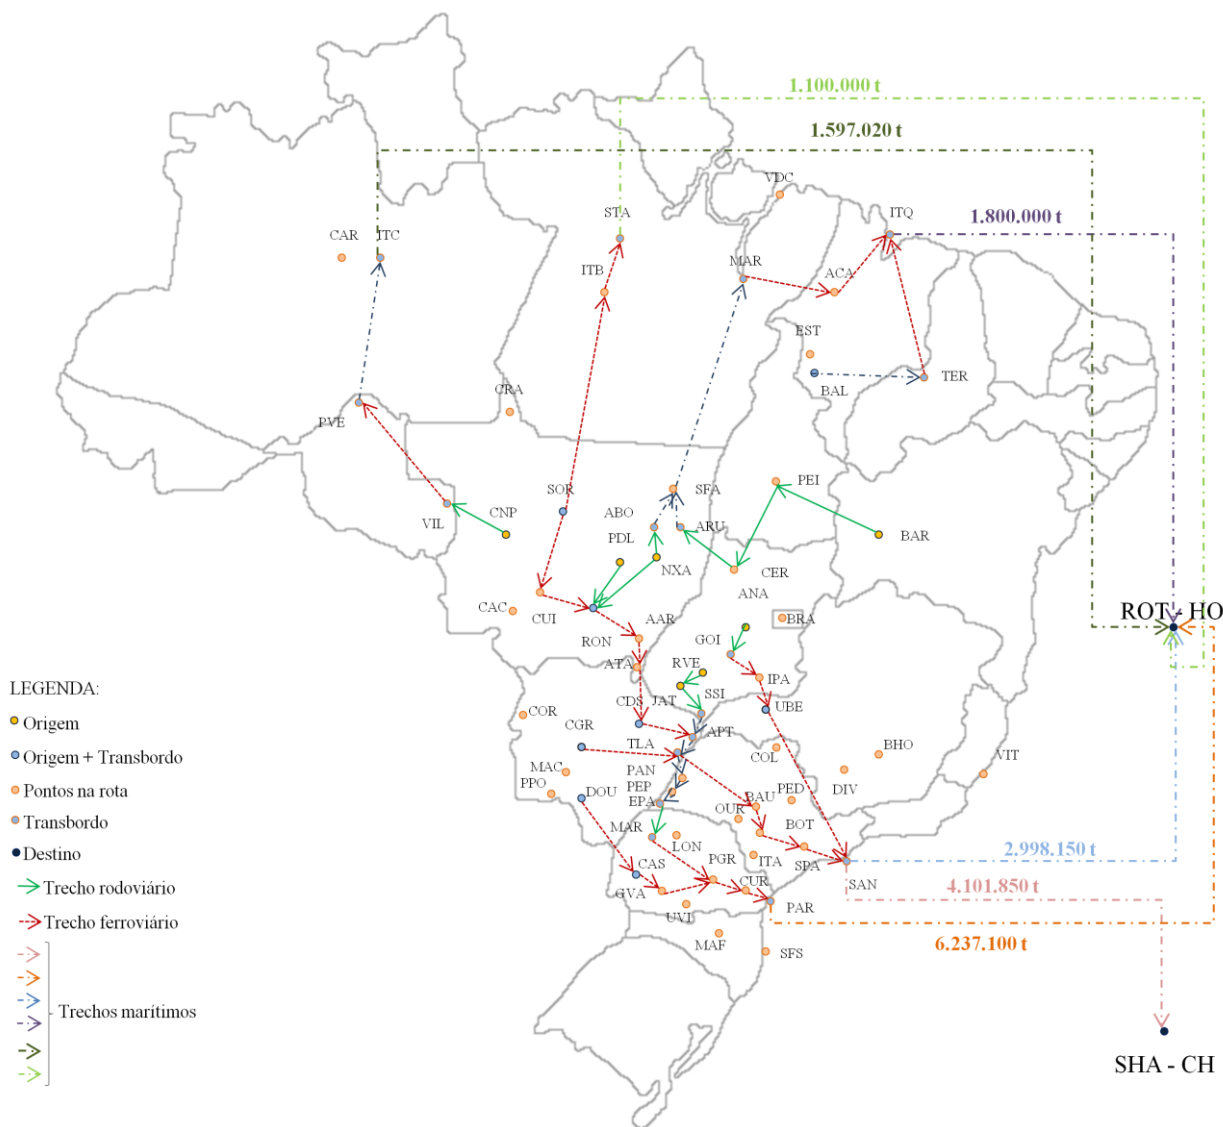 1.100.000 t
1.597.020 t
VDC
STA
ITQ
1.800.000 t
CAR
ITC
MAR
ITB
ACA
EST
BAL
TER
CRA
PVE
SOR
SFA
PEI
VIL
CNP
ABO
ARU
BAR
PDL
NXA
CER
ANA
CAC
CUI
AAR
BRA
ROT - HO
RON
GOI
ATA
RVE
IPA
LEGENDA:
Origem
COR
CDS
JAT
SSI
UBE
CGR
APT
Origem + Transbordo
TLA
COL
BHO
VIT
MAC
PAN
PPO
PEP
DIV
Pontos na rota
DOU
EPA
BAU
PED
OUR
Transbordo
MAR
BOT
LON
2.998.150 t
Destino
CAS
PGR
ITA
SPA
SAN
Trecho rodoviário
GVA
CUR
4.101.850 t
UVI
PAR
Trecho ferroviário
MAF
SFS
6.237.100 t
Trechos marítimos
SHA - CH